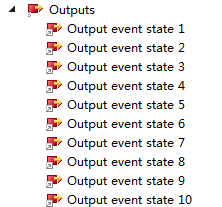 Outputs
Output event state 1
Output event state 2
Output event state 3
Output event state 4
Output event state 5
Output event state 6
Output event state 7
Output event state 8
Output event state 9
Output event state 10